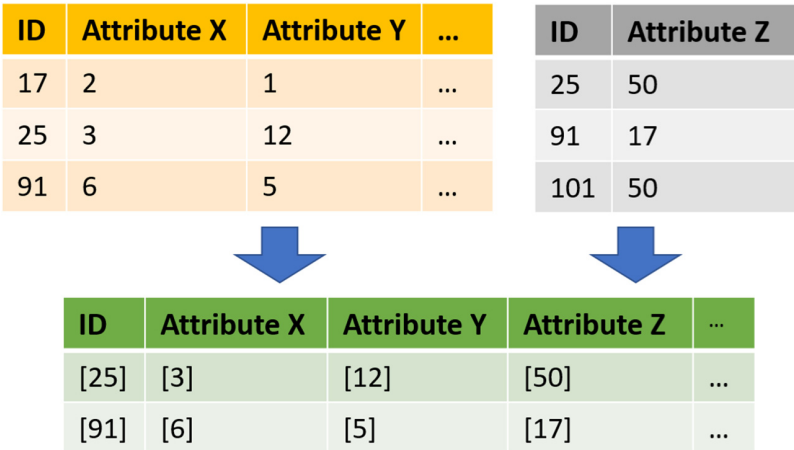 ID Attribute X Attribute Y ...
17 2 1 ...
25 3 12 ...
91 6 5 ...
ID Attribute Z
25 50
91 17
101 50
ID Attribute X Attribute Y Attribute Z ...
[25] [3] [12] [50] ...
[91] [6] [5] [17] ...